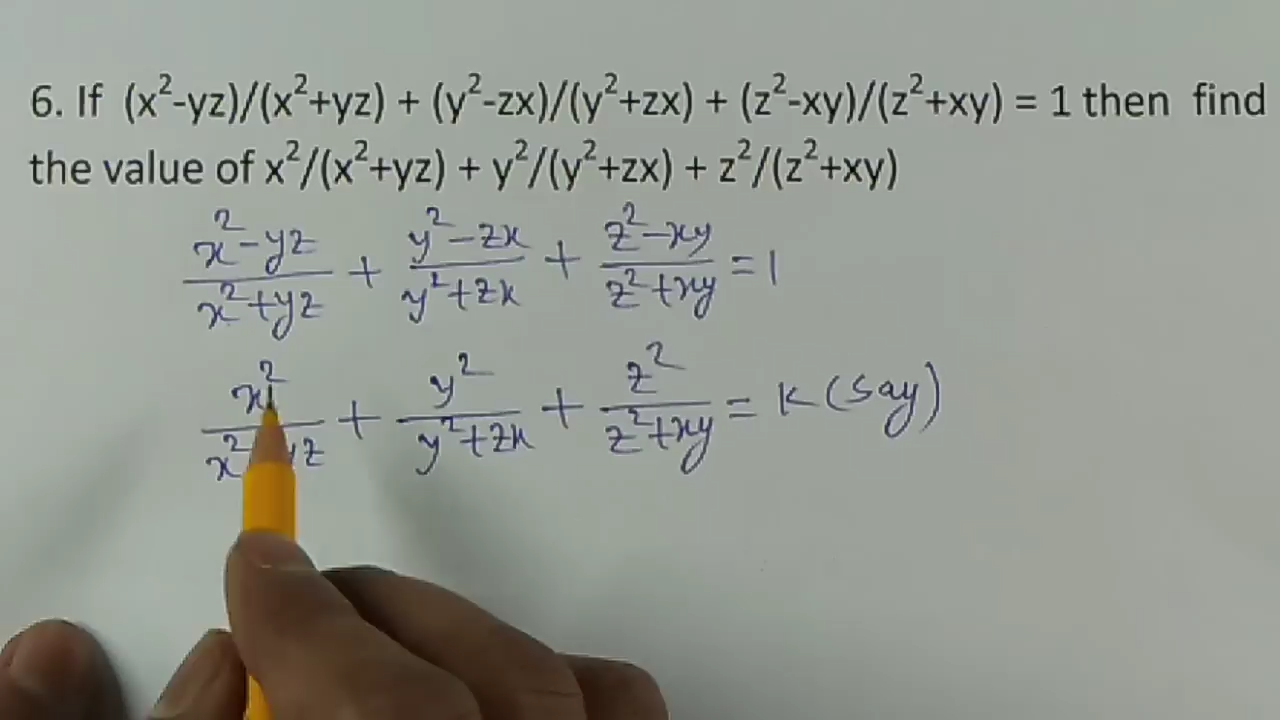 6. If (x²-yz)/(x²+yz) + (y²-zx)/(y²+zx) + (z²-xy)/(z²+xy) = 1 then find
the value of x²/(x²+yz) + y²/(y²+zx) + z²/(z²+xy)
(x²-yz)/(x²+yz) + (y²-zx)/(y²+zx) + (z²-xy)/(z²+xy) = 1
x²/(x² yz) + y²/(y²+zx) + z²/(z²+xy) = K (Say)